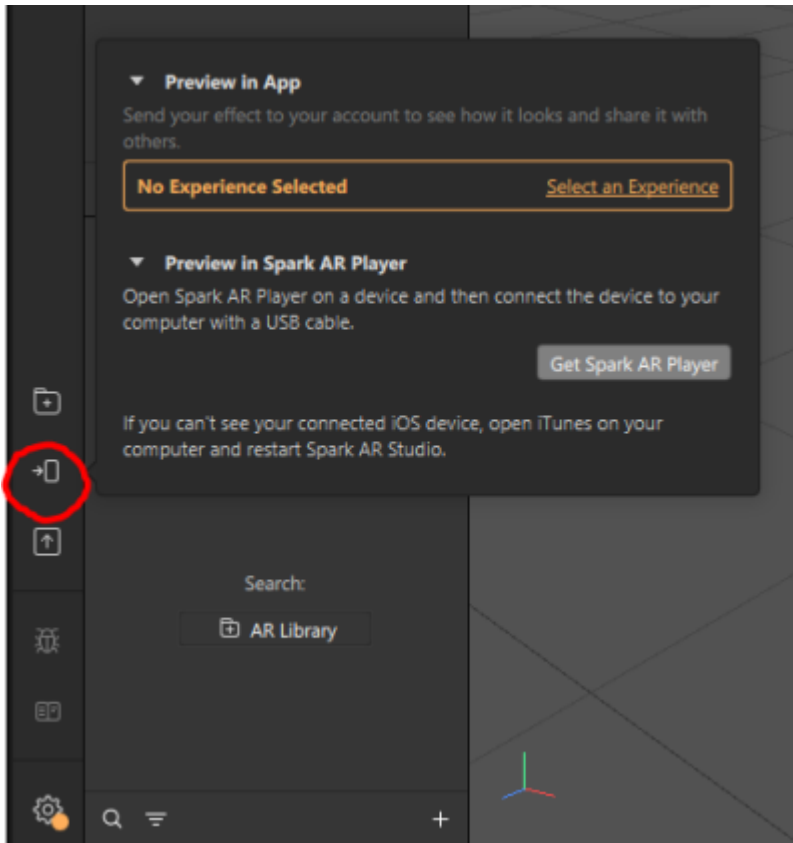 Preview in App
Send your effect to your account to see how it looks and share it with
others.
No Experience Selected
Select an Experience
Preview in Spark AR Player
Open Spark AR Player on a device and then connect the device to your
computer with a USB cable.
Get Spark AR Player
If you can't see your connected iOS device, open iTunes on your
computer and restart Spark AR Studio.
Search:
AR Library